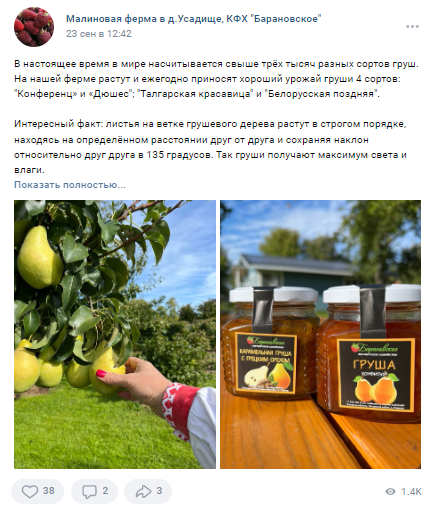 Малиновая ферма в д.Усадище, КФХ "Барановское"
23 сен в 12:42
В настоящее время в мире насчитывается свыше трёх тысяч разных сортов груш.
На нашей ферме растут и ежегодно приносят хороший урожай груши 4 сортов:
"Конференц» и «Дюшес"; "Талгарская красавица" и "Белорусская поздняя".
Интересный факт: листья на ветке грушевого дерева растут в строгом порядке,
находясь на определённом расстоянии друг от друга и сохраняя наклон
относительно друг друга в 135 градусов. Так груши получают максимум света и
влаги.
Показать полностью...
Барановское
КАРАМЕЛЬНАЯ ГРУША
С ГРЕЦКИМ ОРЕХОМ
Барановское
ГРУША
КОНФИТЮР
38
2
3
1.4K